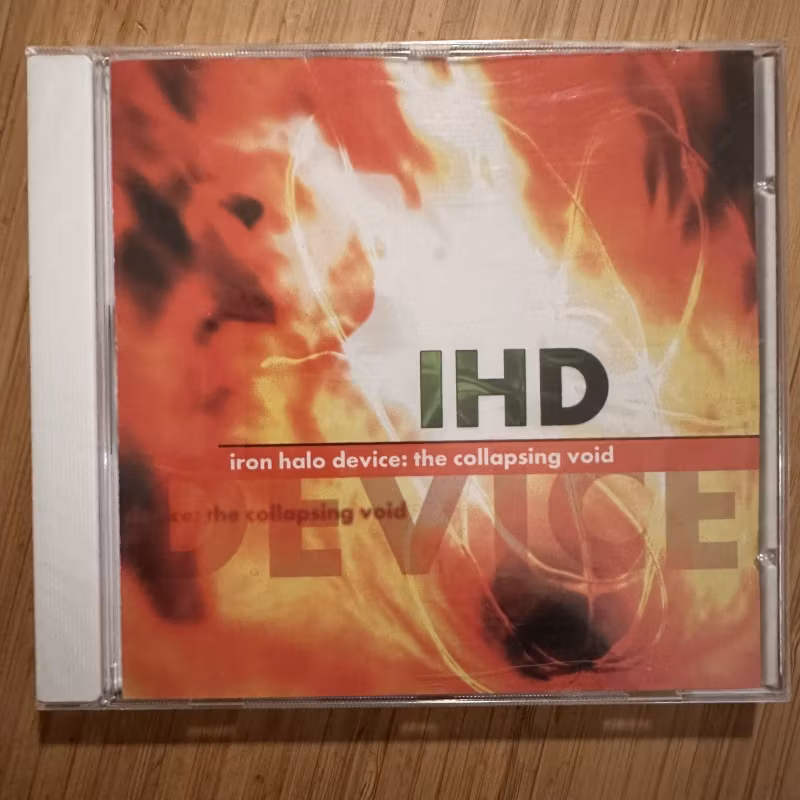 IHD
iron halo device: the collapsing void
DEVICE
ce: the collapsing void